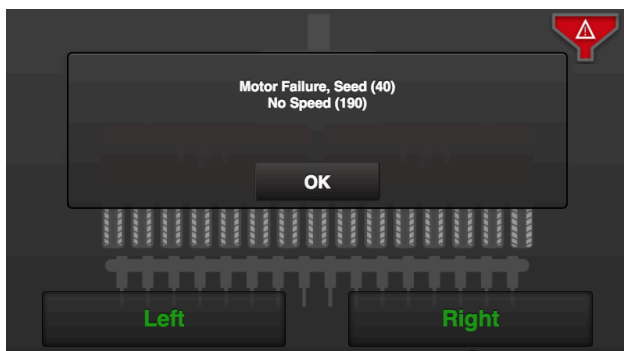 Motor Failure, Seed (40)
No Speed (190)
OK
Left
Right